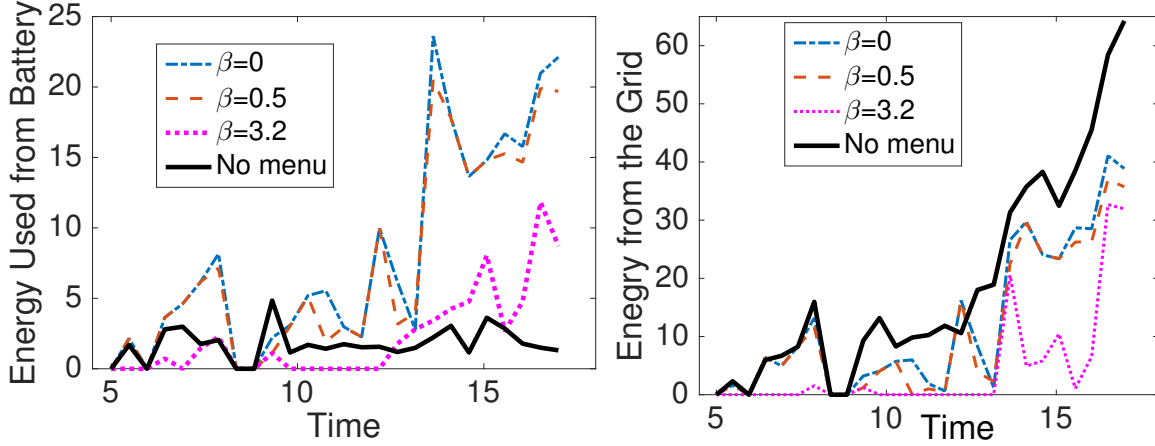 Energy Used from Battery
25
20
15
10
5
0
β=0
β=0.5
β=3.2
No menu
5
10
15
Time
Enegry from the Grid
60
50
40
30
20
10
0
β=0
β=0.5
β=3.2
No menu
5
10
15
Time